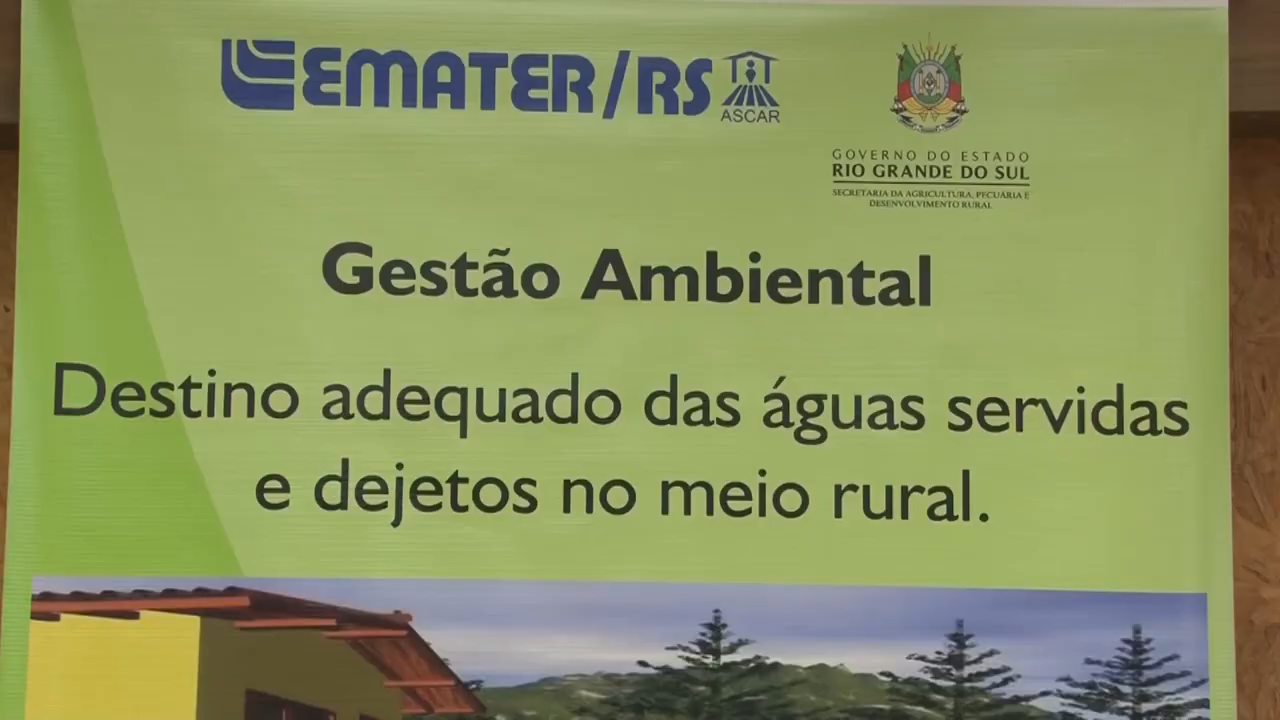 EMATER/RS
ASCAR
GOVERNO DO ESTADO
RIO GRANDE DO SUL
SECRETARIA DA AGRICULTURA, PECUÁRIA E
DESENVOLVIMENTO RURAL
Gestão Ambiental
Destino adequado das águas servidas
e dejetos no meio rural.